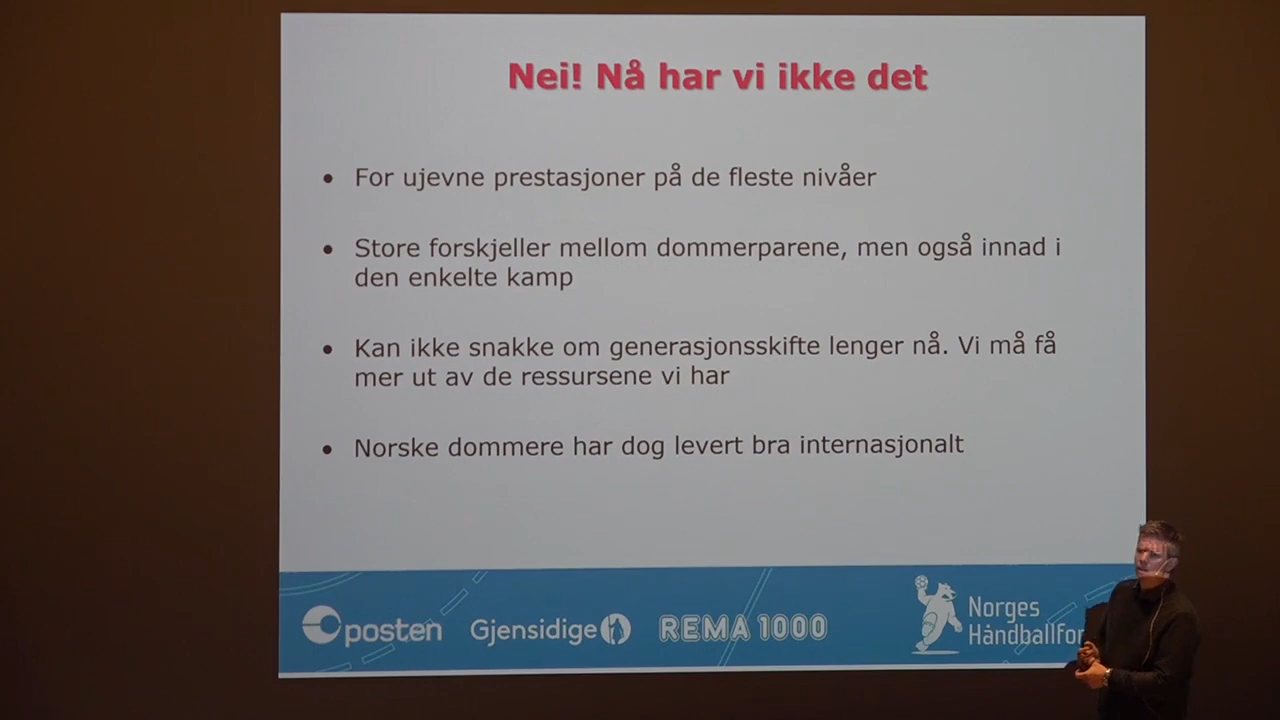 Nei! Nå har vi ikke det
• For ujevne prestasjoner på de fleste nivåer
• Store forskjeller mellom dommerparene, men også innad i
den enkelte kamp
• Kan ikke snakke om generasjonsskifte lenger nå. Vi må få
mer ut av de ressursene vi har
• Norske dommere har dog levert bra internasjonalt
posten
Gjensidige
REMA 1000
Norges
Håndballfor